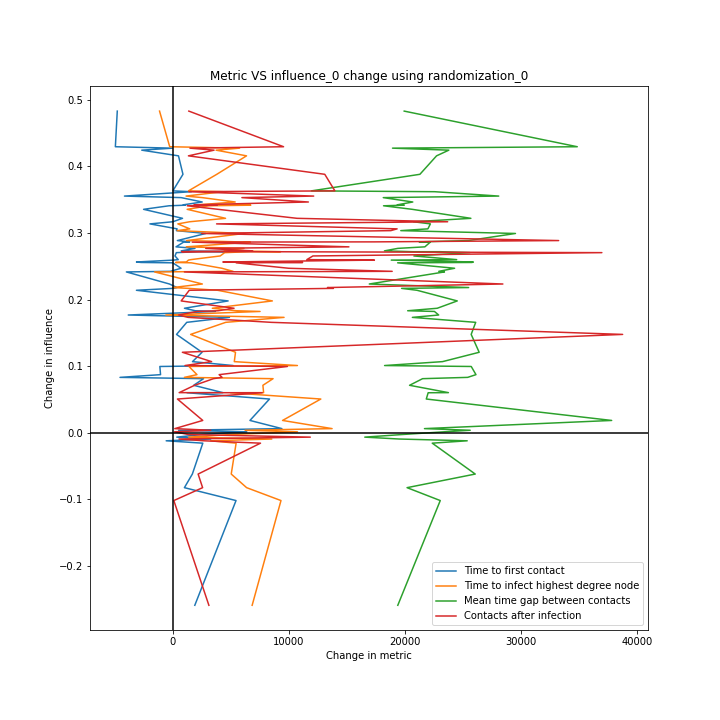 Metric VS influence_0 change using randomization_0
0.5
0.4
0.3
0.2
0.1
0.0
−0.1
−0.2
Change in influence
0
10000
20000
30000
40000
Change in metric
Time to first contact
Time to infect highest degree node
Mean time gap between contacts
Contacts after infection